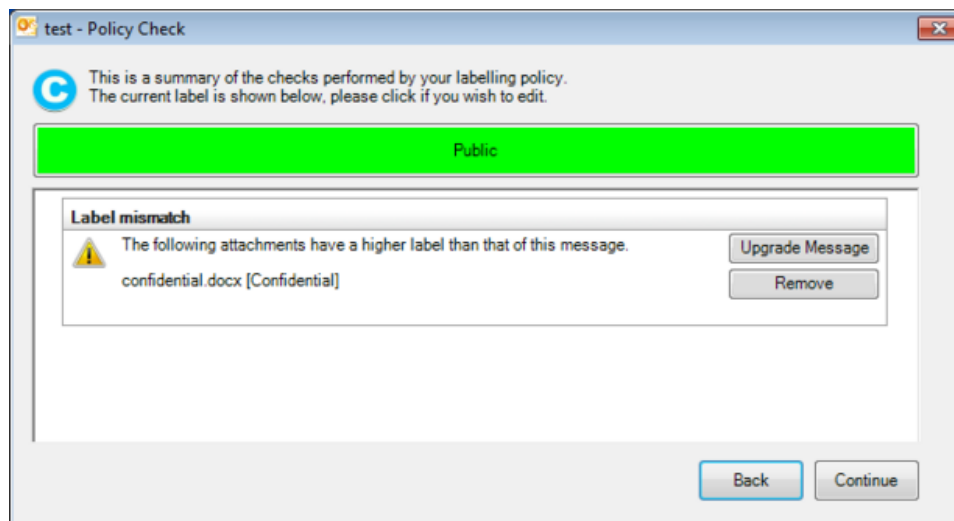 test - Policy Check
This is a summary of the checks performed by your labelling policy.
The current label is shown below, please click if you wish to edit.
Public
Label mismatch
The following attachments have a higher label than that of this message.
Upgrade Message
confidential.docx [Confidential]
Remove
Back
Continue